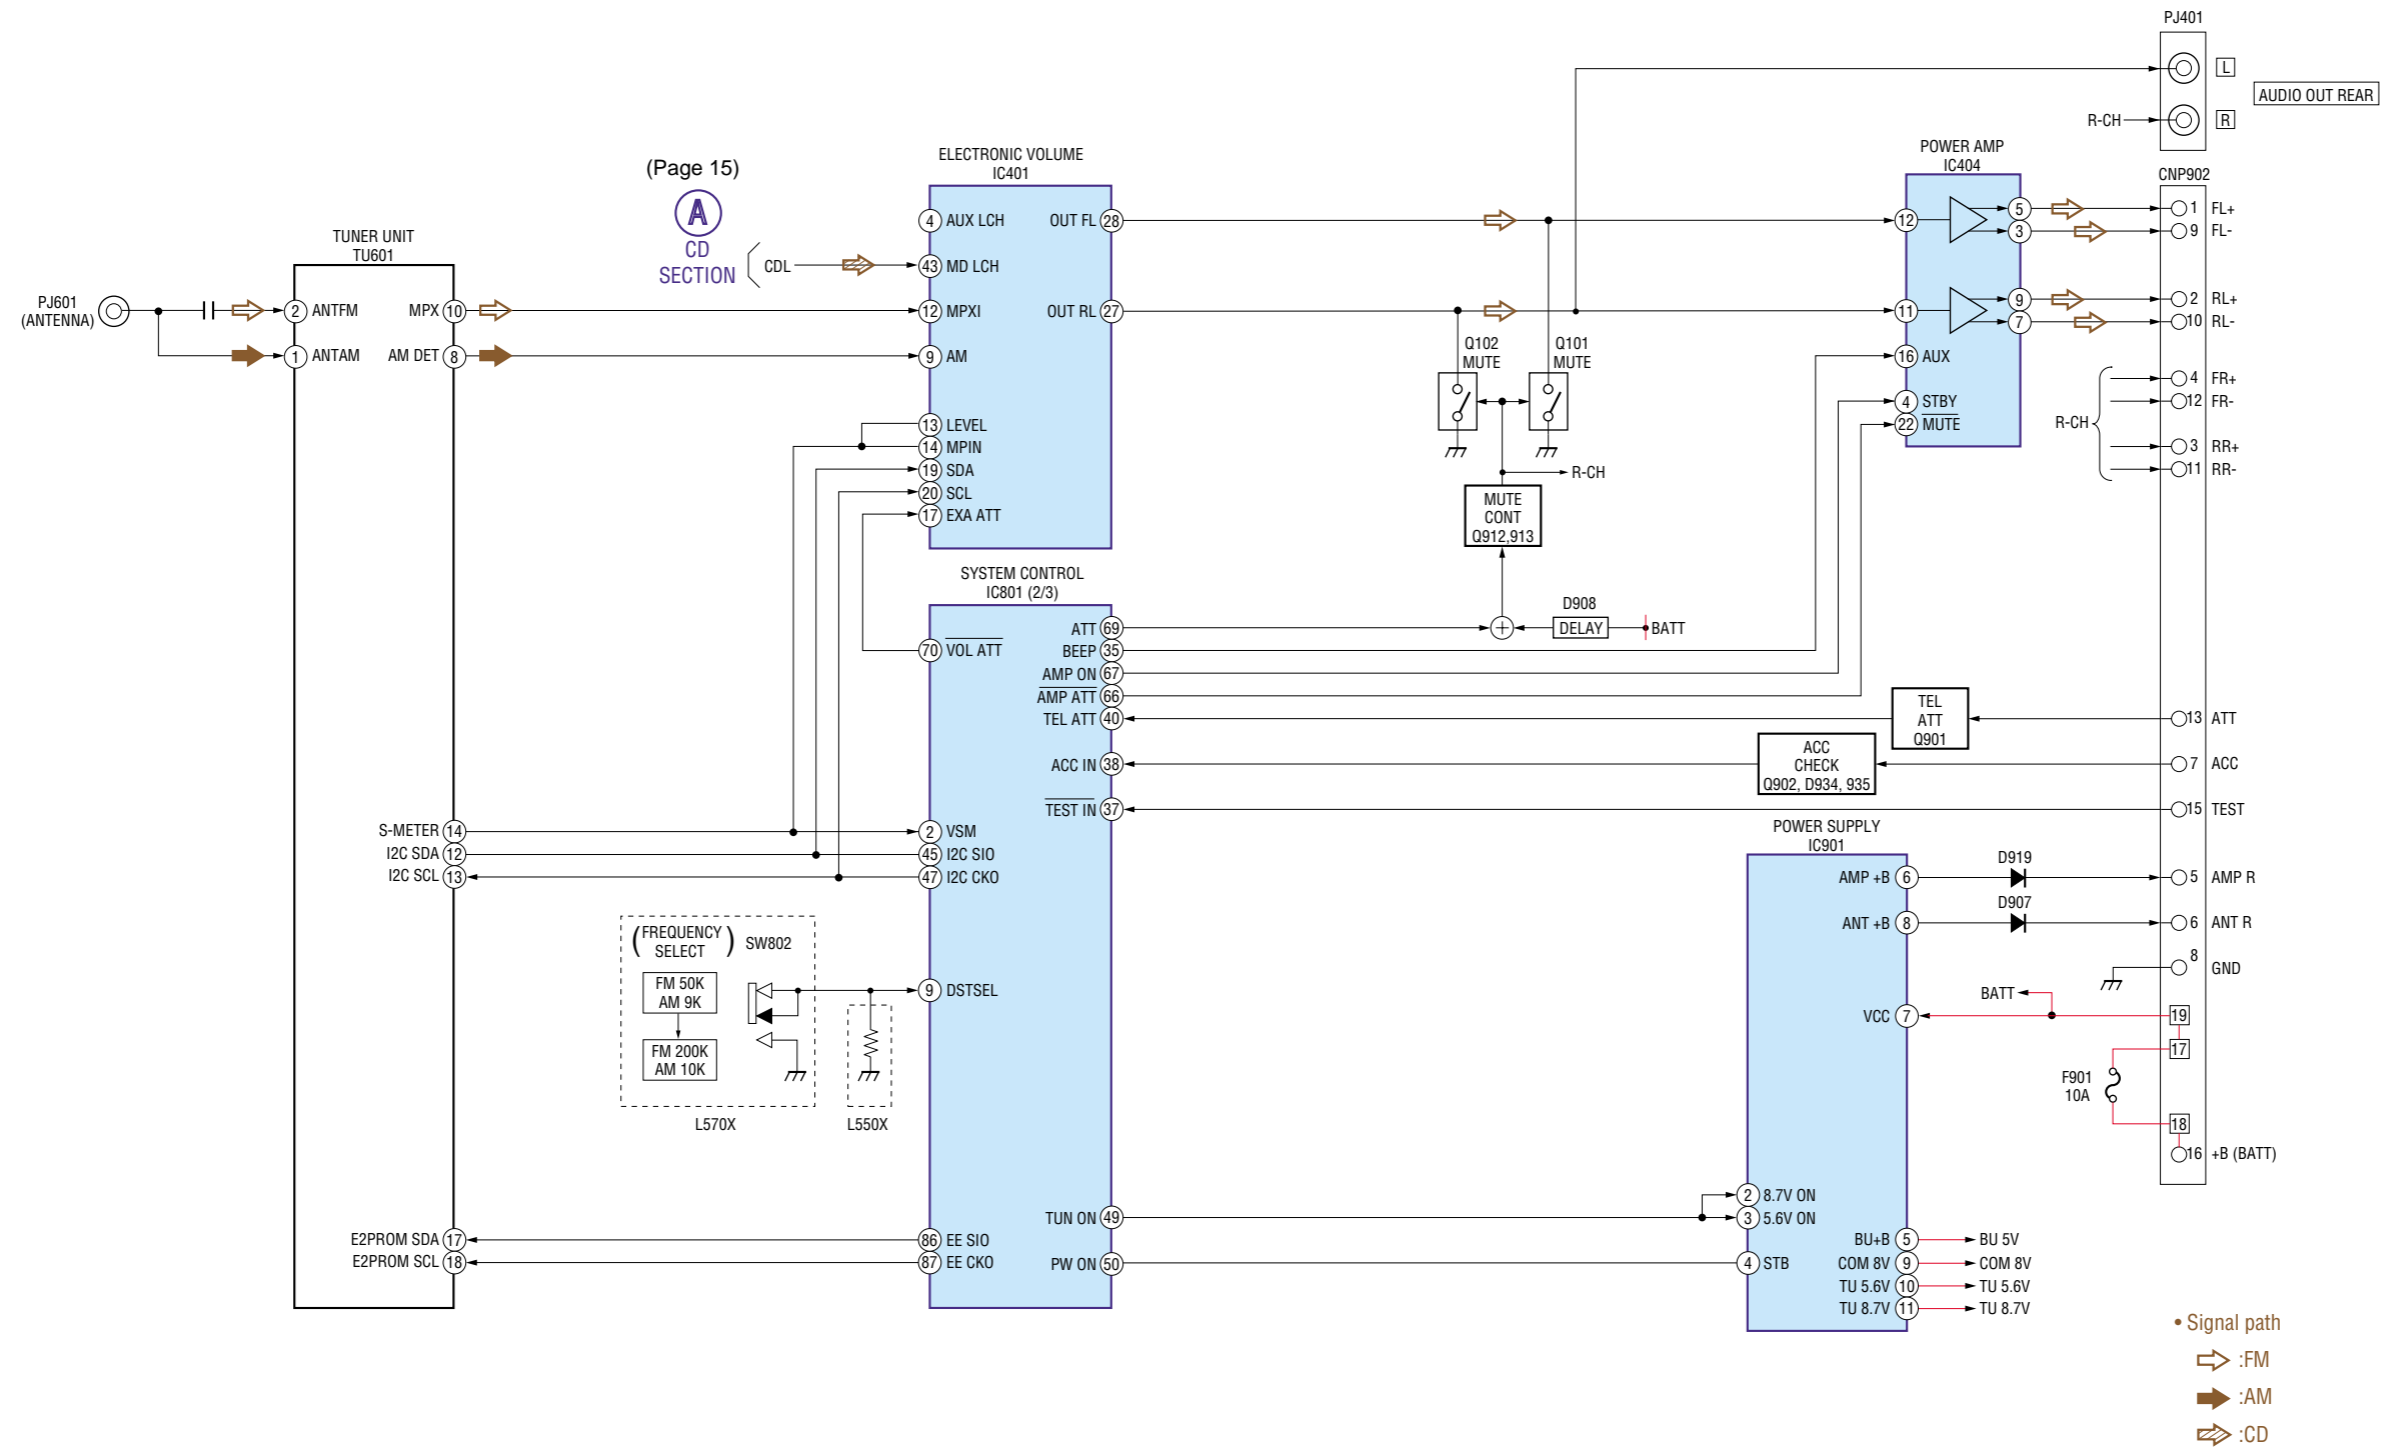 PJ401
L
AUDIO OUT REAR
R-CH
R
(Page 15)
A
CD
SECTION
CDL
ELECTRONIC VOLUME
IC401
4 AUX LCH
43 MD LCH
12 MPXI
9 AM
13 LEVEL
14 MPIN
19 SDA
20 SCL
17 EXA ATT
OUT FL 28
OUT RL 27
TUNER UNIT
TU601
PJ601
(ANTENNA)
2 ANTFM
1 ANTAM
MPX 10
AM DET 8
S-METER 14
I2C SDA 12
I2C SCL 13
E2PROM SDA 17
E2PROM SCL 18
Q102
MUTE
Q101
MUTE
R-CH
MUTE
CONT
Q912,913
D908
DELAY
BATT
POWER AMP
IC404
12
11
16 AUX
4 STBY
22 MUTE
5
3
9
7
CNP902
1 FL+
9 FL-
2 RL+
10 RL-
R-CH
4 FR+
12 FR-
3 RR+
11 RR-
13 ATT
7 ACC
15 TEST
5 AMP R
6 ANT R
8 GND
19
17
18
16 +B (BATT)
SYSTEM CONTROL
IC801 (2/3)
70 VOL ATT
2 VSM
45 I2C SIO
47 I2C CKO
9 DSTSEL
86 EE SIO
87 EE CKO
ATT 69
BEEP 35
AMP ON 67
AMP ATT 66
TEL ATT 40
ACC IN 38
TEST IN 37
TUN ON 49
PW ON 50
TEL
ATT
Q901
ACC
CHECK
Q902, D934, 935
(FREQUENCY
SELECT)
SW802
FM 50K
AM 9K
FM 200K
AM 10K
L570X
L550X
POWER SUPPLY
IC901
AMP +B 6
ANT +B 8
VCC 7
2 8.7V ON
3 5.6V ON
4 STB
BU+B 5
COM 8V 9
TU 5.6V 10
TU 8.7V 11
D919
D907
BATT
F901
10A
BU 5V
COM 8V
TU 5.6V
TU 8.7V
• Signal path
:FM
:AM
:CD